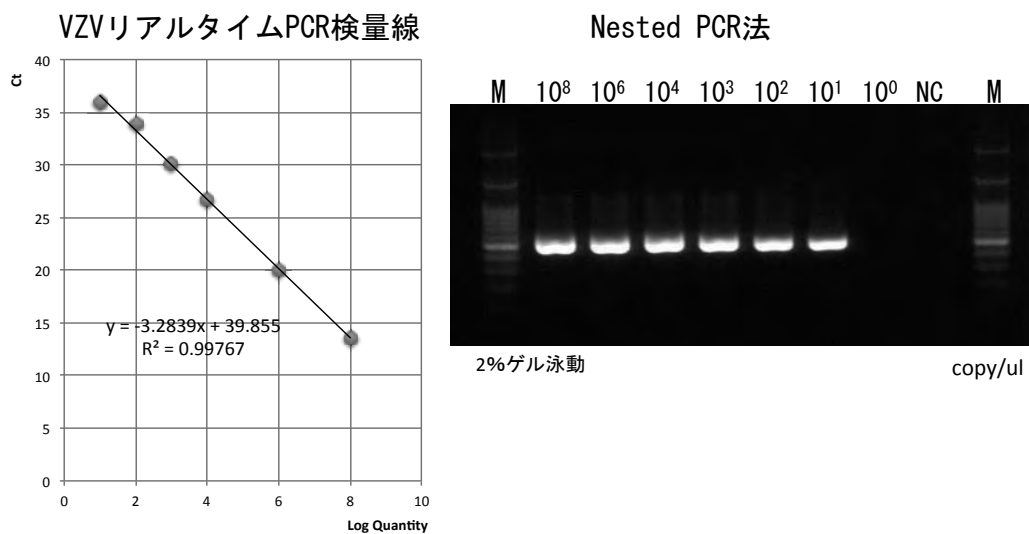 VZVリアルタイムPCR検量線
Ct
40
35
30
25
20
15
10
5
0
y = -3.2839x + 39.855
R² = 0.99767
0 2 4 6 8 10
Log Quantity
Nested PCR法
M 10⁸ 10⁶ 10⁴ 10³ 10² 10¹ 10⁰ NC M
2%ゲル泳動
copy/ul